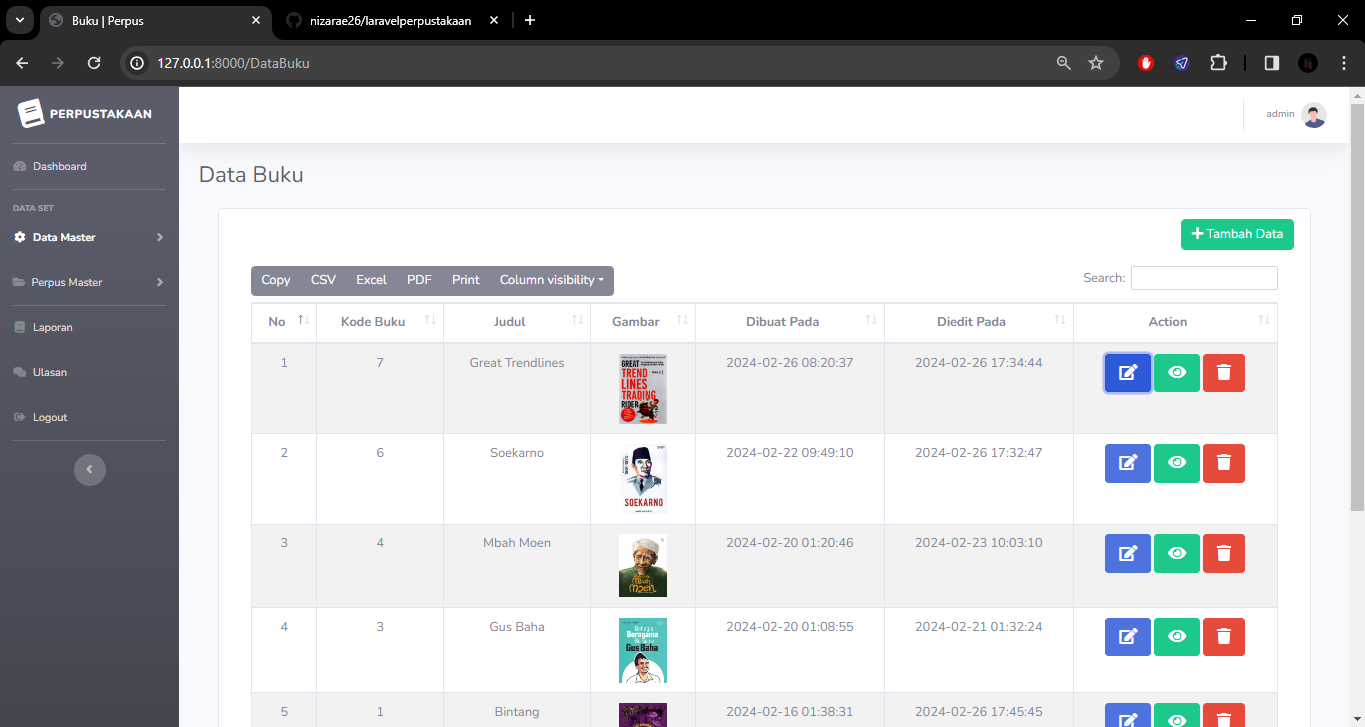 Buku | Perpus
nizarae26/laravelperpustakaan
127.0.0.1:8000/DataBuku
PERPUSTAKAAN
admin
Dashboard
DATA SET
Data Master
Perpus Master
Laporan
Ulasan
Logout
Data Buku
Tambah Data
Copy CSV Excel PDF Print Column visibility
Search:
No Kode Buku Judul Gambar Dibuat Pada Diedit Pada Action
1 7 Great Trendlines 2024-02-26 08:20:37 2024-02-26 17:34:44
GREAT
TREND
LINES
TRADING
RIDER
2 6 Soekarno 2024-02-22 09:49:10 2024-02-26 17:32:47
SOEKARNO
3 4 Mbah Moen 2024-02-20 01:20:46 2024-02-23 10:03:10
Mbah
Moen
4 3 Gus Baha 2024-02-20 01:08:55 2024-02-21 01:32:24
Beragama
Gus Baha
5 1 Bintang 2024-02-16 01:38:31 2024-02-26 17:45:45